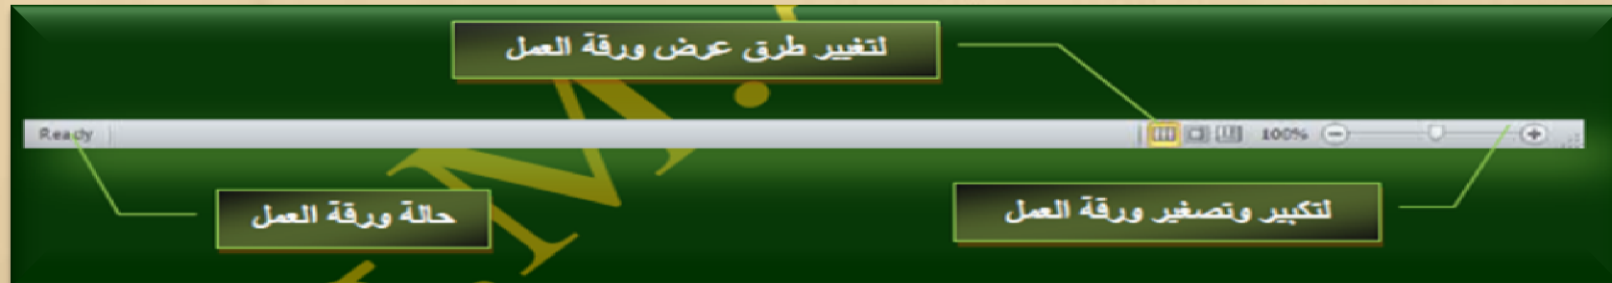 لتغيير طرق عرض ورقة العمل
Ready
100%
حالة ورقة العمل
لتكبير وتصغير ورقة العمل